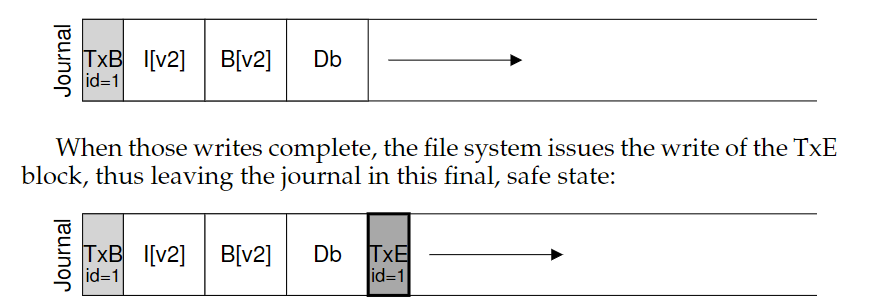 Journal
TxB I[v2] B[v2] Db
id=1
When those writes complete, the file system issues the write of the TxE
block, thus leaving the journal in this final, safe state:
Journal
TxB I[v2] B[v2] Db TxE
id=1 id=1